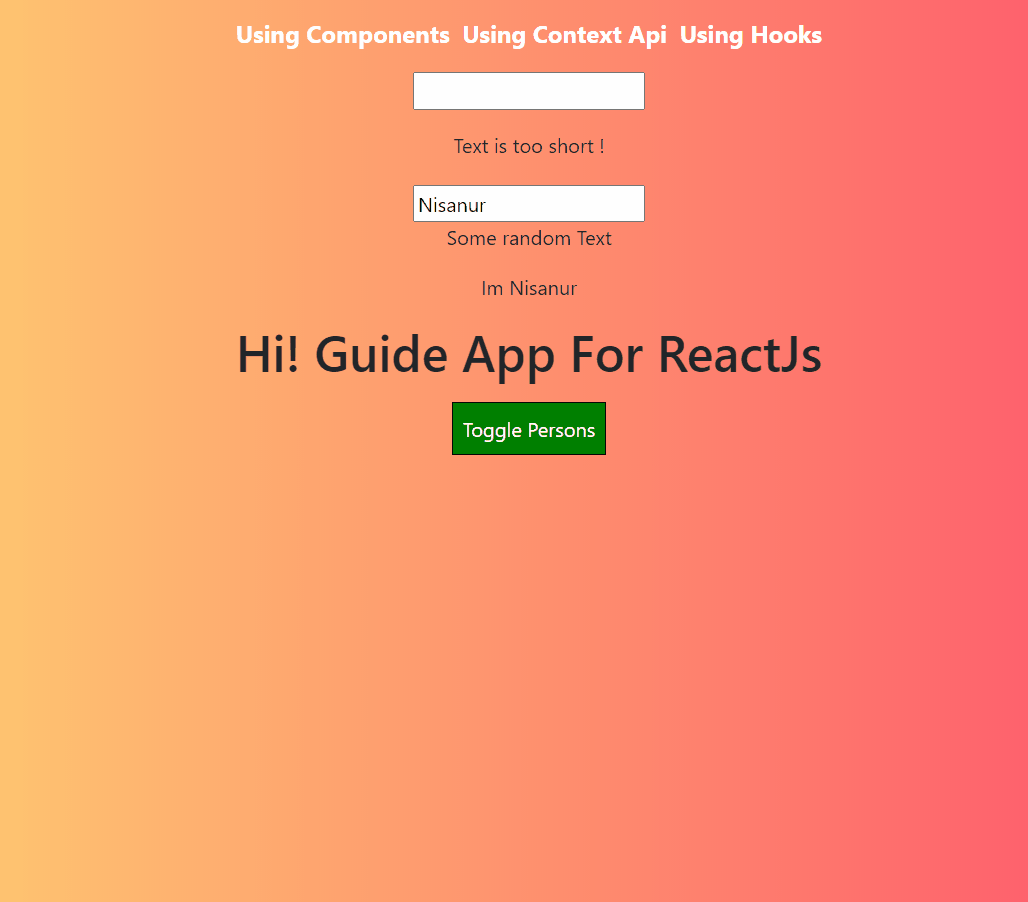 Using Components Using Context Api Using Hooks
Text is too short !
Nisanur
Some random Text
Im Nisanur
Hi! Guide App For ReactJs
Toggle Persons